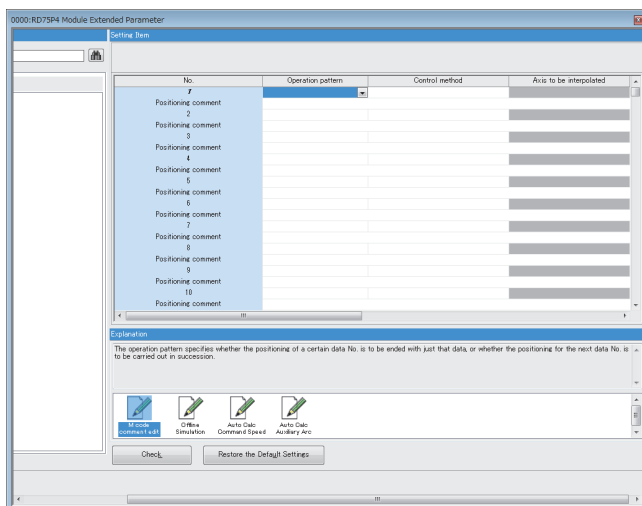 0000:RD75P4 Module Extended Parameter
Setting Item
No. Operation pattern Control method Axis to be interpolated
1
Positioning comment
2
Positioning comment
3
Positioning comment
4
Positioning comment
5
Positioning comment
6
Positioning comment
7
Positioning comment
8
Positioning comment
9
Positioning comment
10
Positioning comment
Explanation
The operation pattern specifies whether the positioning of a certain data No. is to be ended with just that data, or whether the positioning for the next data No. is
to be carried out in succession.
M code Offline Auto Calc Auto Calc
comment edit Simulation Command Speed Auxiliary Arc
Check Restore the Default Settings